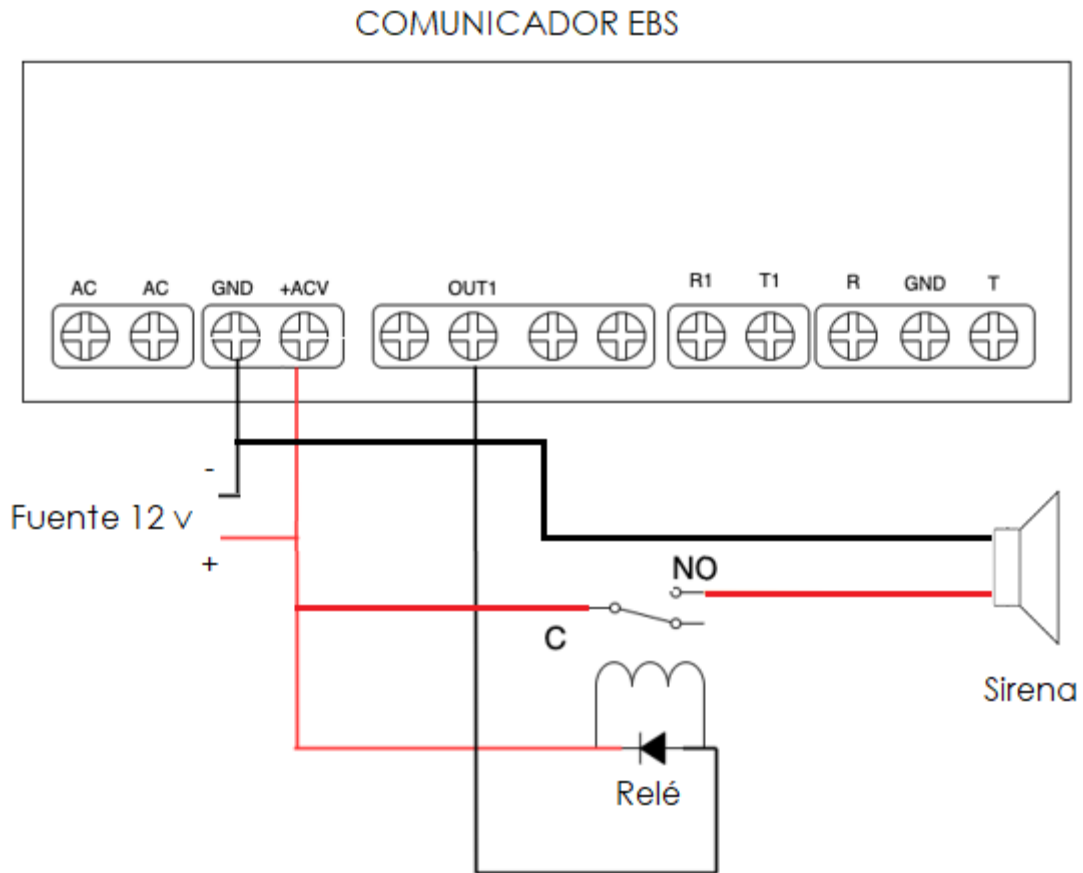 COMUNICADOR EBS
AC AC GND +ACV OUT1 R1 T1 R GND T
-
Fuente 12 v
+
NO
C
Sirena
Relé